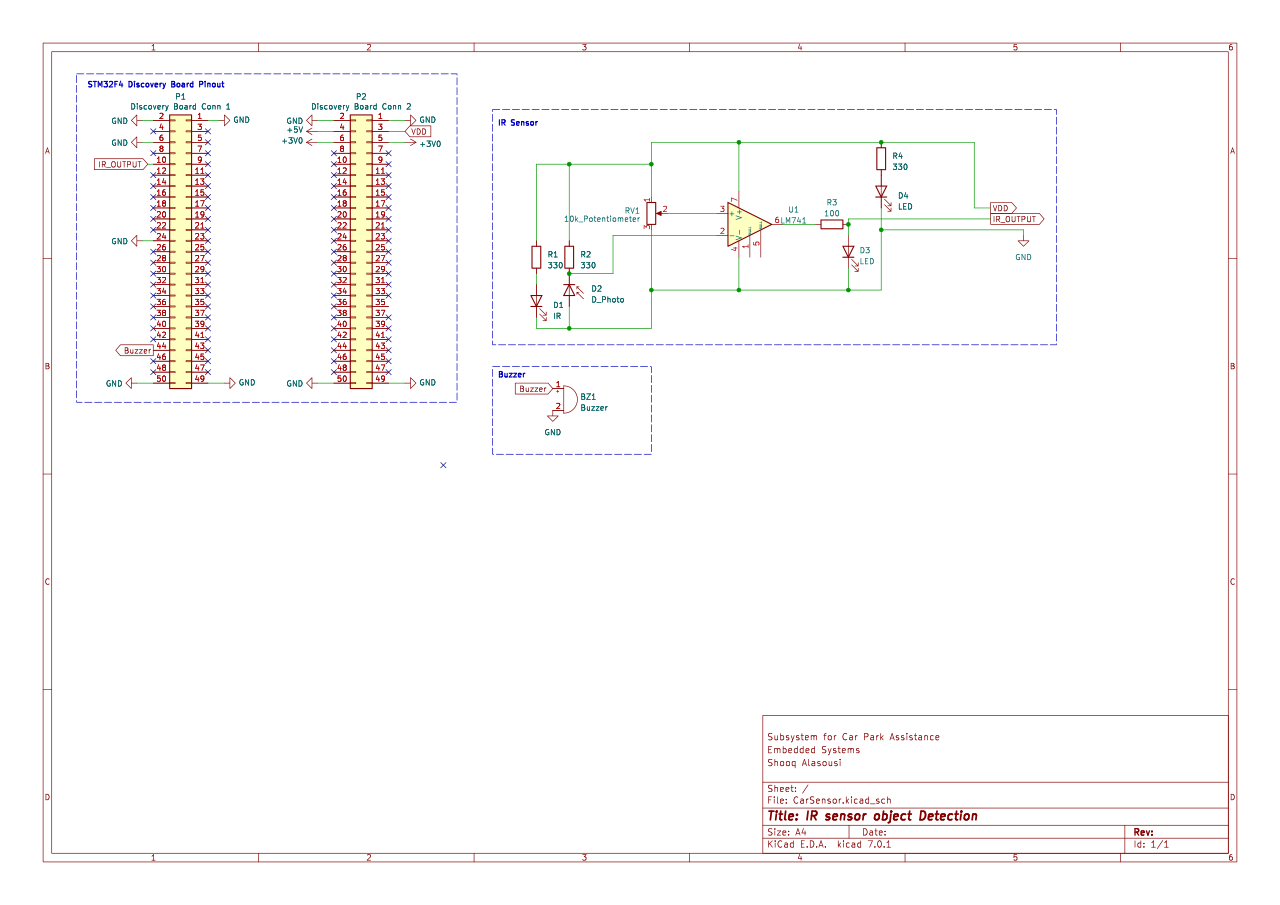 1 2 3 4 5 6
A A
B B
C C
D D
1 2 3 4 5 6
STM32F4 Discovery Board Pinout
P1
Discovery Board Conn 1
GND 2 1 GND
4 3
GND 6 5
8 7
IR_OUTPUT 10 9
12 11
14 13
16 15
18 17
20 19
22 21
GND 24 23
26 25
28 27
30 29
32 31
34 33
36 35
38 37
40 39
42 41
Buzzer 44 43
46 45
48 47
GND 50 49 GND
P2
Discovery Board Conn 2
GND 2 1 GND
+5V 4 3 VDD
+3V0 6 5 +3V0
8 7
10 9
12 11
14 13
16 15
18 17
20 19
22 21
24 23
26 25
28 27
30 29
32 31
34 33
36 35
38 37
40 39
42 41
44 43
46 45
48 47
GND 50 49 GND
IR Sensor
RV1
10k_Potentiometer
1 2 3
R1
330
R2
330
D1
IR
D2
D_Photo
U1
LM741
3 + 7 V+
2 - V- 4 1 5 6
R3
100
D3
LED
R4
330
D4
LED
VDD
IR_OUTPUT
GND
Buzzer
Buzzer 1
+
2
BZ1
Buzzer
GND
Subsystem for Car Park Assistance
Embedded Systems
Shooq Alasousi
Sheet: /
File: CarSensor.kicad_sch
Title: IR sensor object Detection
Size: A4 Date: Rev:
KiCad E.D.A. kicad 7.0.1 Id: 1/1